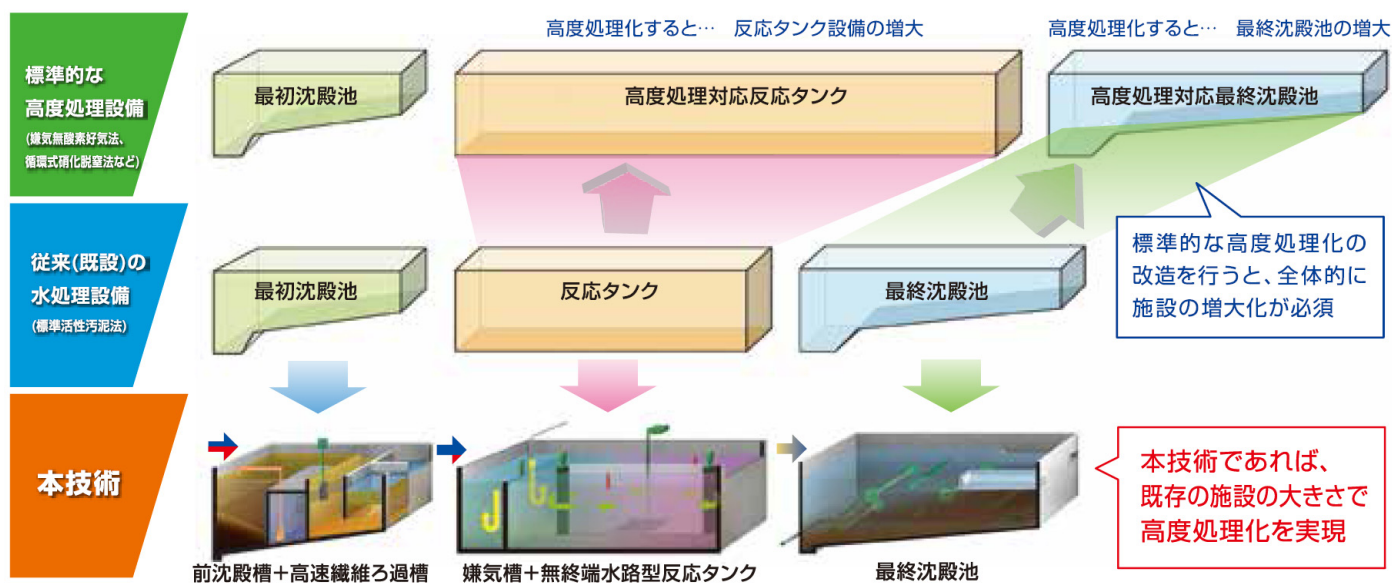 高度処理化すると… 反応タンク設備の増大
高度処理化すると… 最終沈殿池の増大
標準的な
高度処理設備
(嫌気無酸素好気法、
循環式硝化脱窒法など)
最初沈殿池
高度処理対応反応タンク
高度処理対応最終沈殿池
従来(既設)の
水処理設備
(標準活性汚泥法)
最初沈殿池
反応タンク
最終沈殿池
標準的な高度処理化の
改造を行うと、全体的に
施設の増大化が必須
本技術
前沈殿槽+高速繊維ろ過槽
嫌気槽+無終端水路型反応タンク
最終沈殿池
本技術であれば、
既存の施設の大きさで
高度処理化を実現